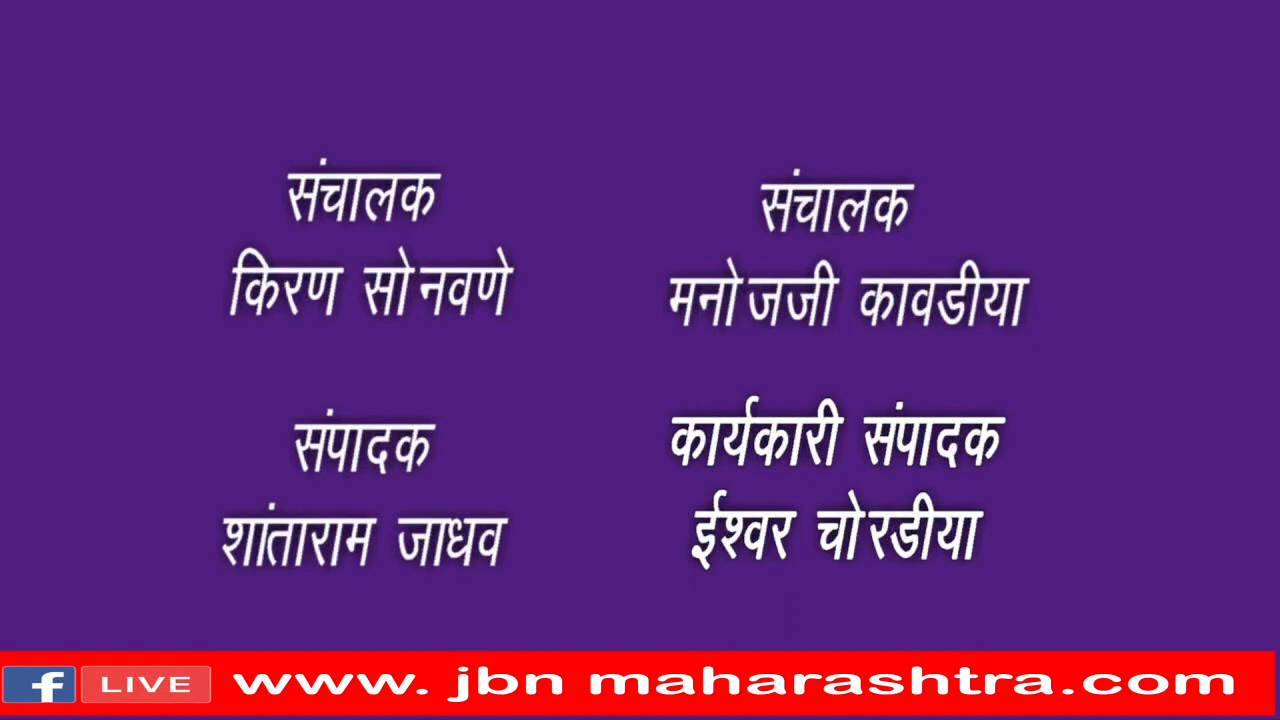 संचालक
किरण सोनवणे
संचालक
मनोजजी कावडीया
संपादक
शांताराम जाधव
कार्यकारी संपादक
ईश्वर चोरडीया
f LIVE www. jbn maharashtra.com